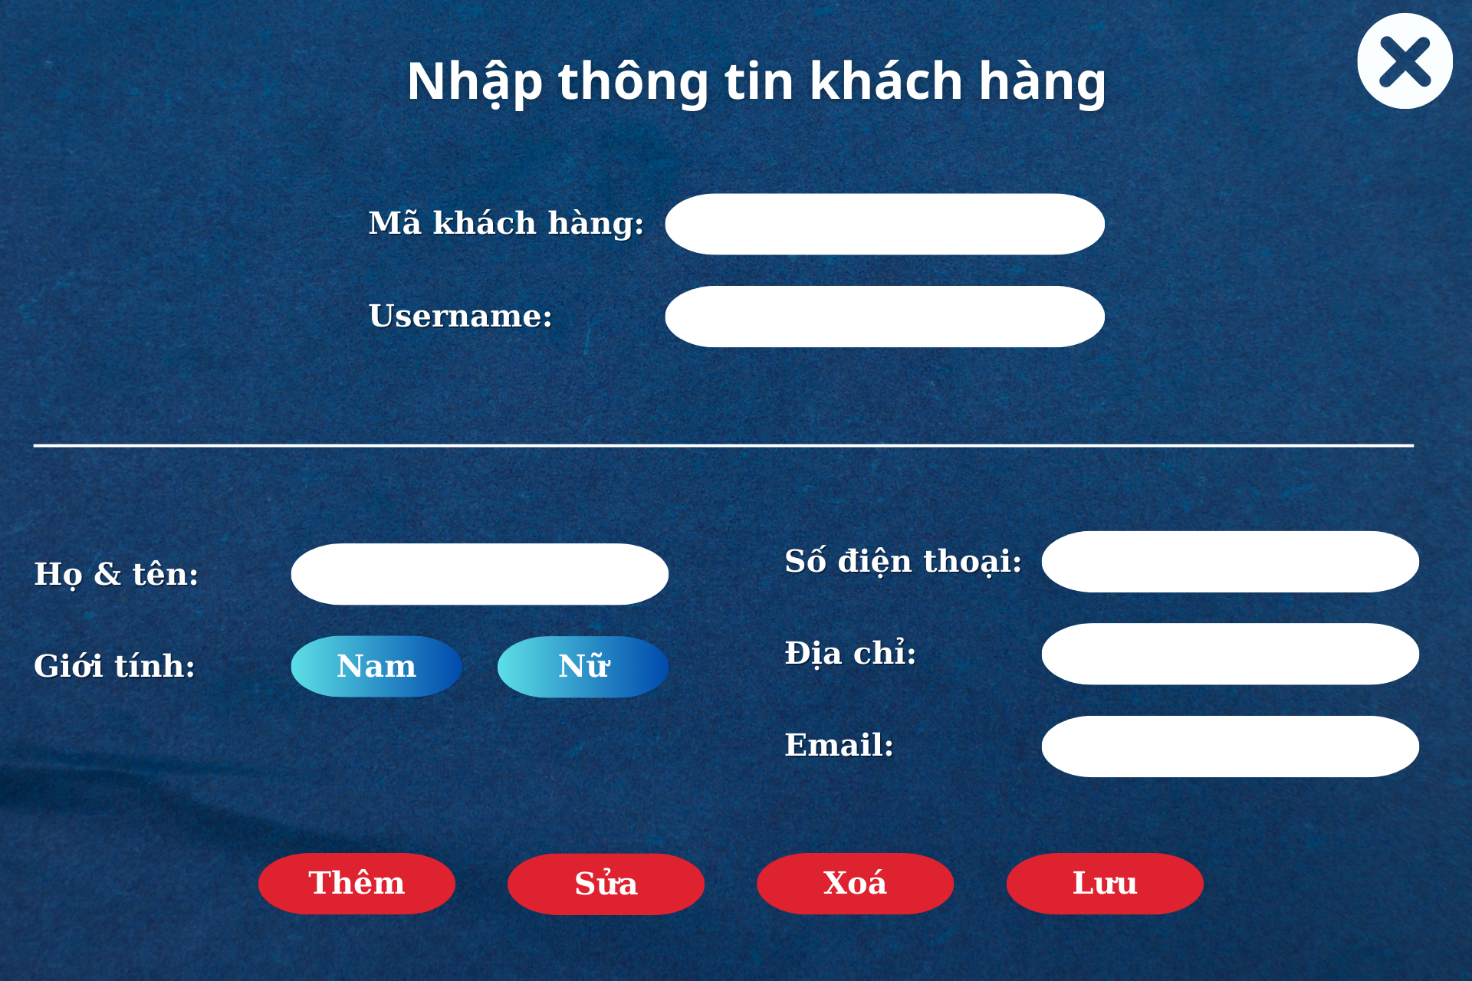 Nhập thông tin khách hàng
Mã khách hàng:
Username:
Họ & tên:
Giới tính:
Nam
Nữ
Số điện thoại:
Địa chỉ:
Email:
Thêm
Sửa
Xoá
Lưu